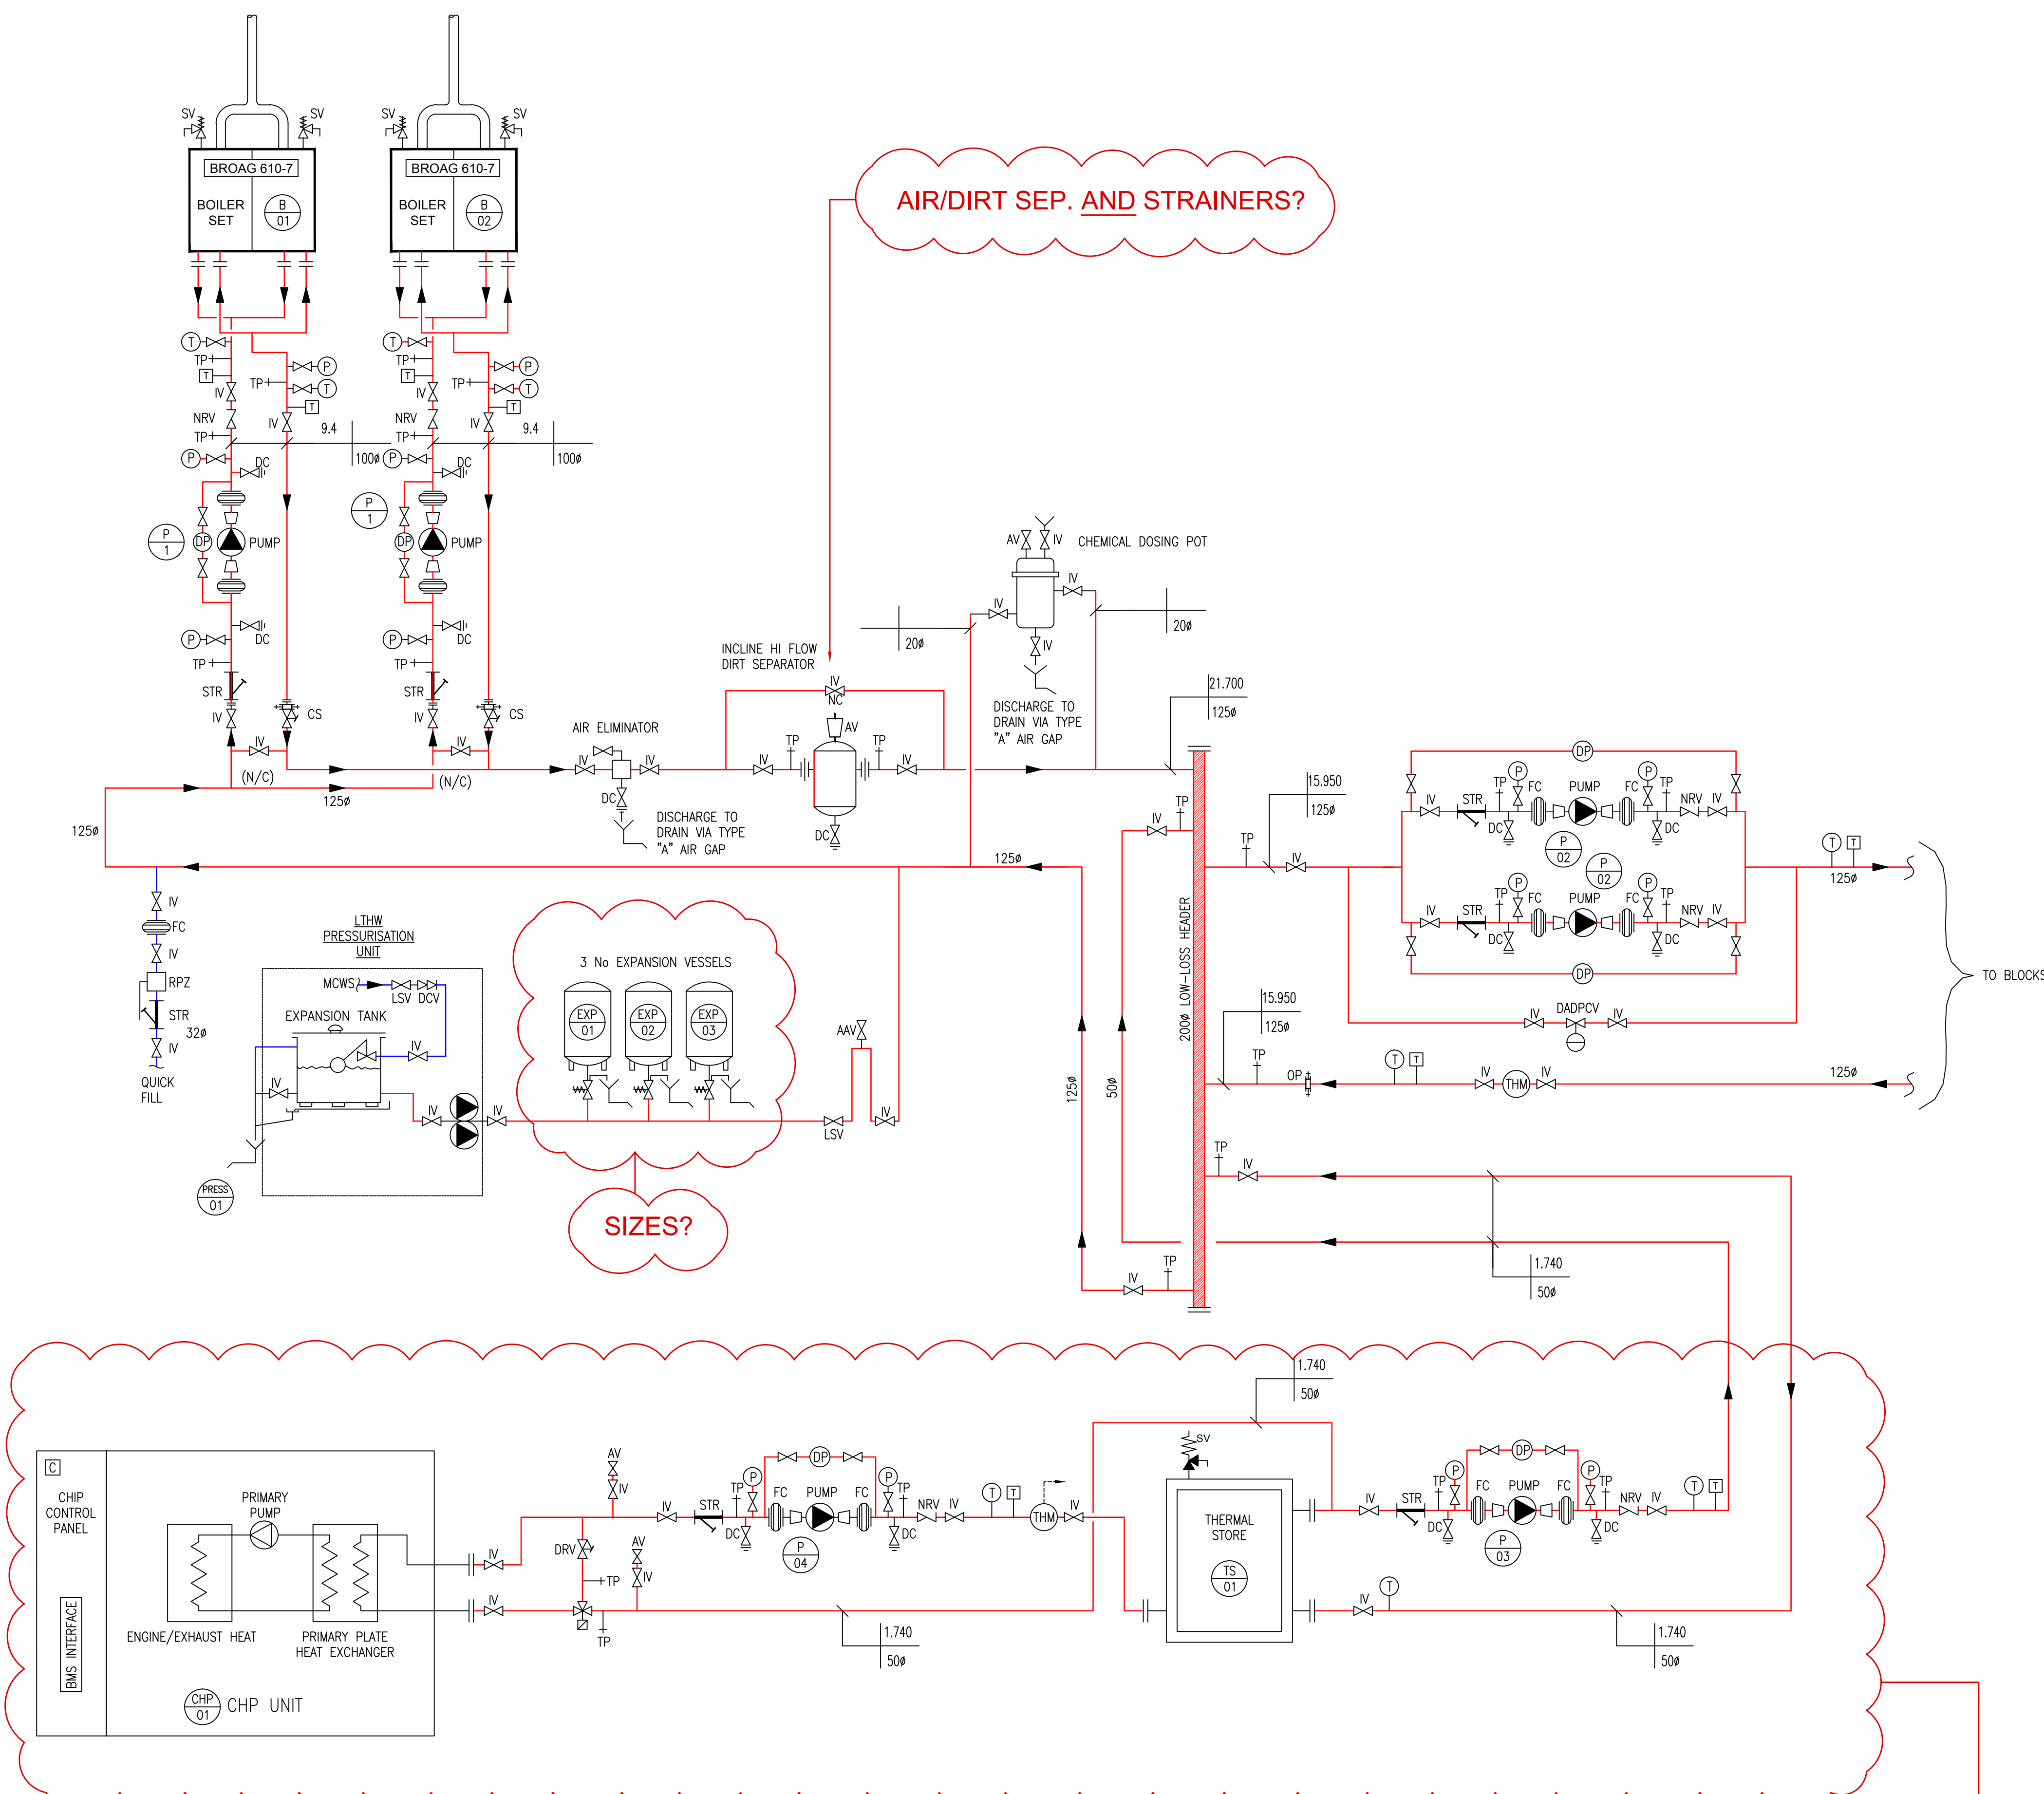 SV
SV
SV
SV
BROAG 610-7
BROAG 610-7
BOILER
SET
B
01
BOILER
SET
B
02
AIR/DIRT SEP. AND STRAINERS?
T
TP
T
IV
NRV
TP
P
P
TP
T
T
IV
9.4
100ø
DC
T
TP
T
IV
NRV
TP
P
P
TP
T
T
IV
9.4
100ø
DC
P
1
DP
PUMP
P
1
DP
PUMP
P
DC
TP
STR
IV
CS
P
DC
TP
STR
IV
CS
IV
(N/C)
IV
(N/C)
125ø
125ø
AV
IV
CHEMICAL DOSING POT
IV
IV
20ø
20ø
IV
DISCHARGE TO
DRAIN VIA TYPE
"A" AIR GAP
INCLINE HI FLOW
DIRT SEPARATOR
IV
NC
AV
AIR ELIMINATOR
IV
IV
IV
TP
TP
IV
DC
DISCHARGE TO
DRAIN VIA TYPE
"A" AIR GAP
DC
125ø
21.700
125ø
TP
IV
15.950
125ø
TP
IV
200ø LOW-LOSS HEADER
DP
IV
STR
TP
P
FC
PUMP
FC
P
TP
NRV
IV
DC
DC
P
02
P
02
IV
STR
TP
P
FC
PUMP
FC
P
TP
NRV
IV
DC
DC
DP
T
T
125ø
TO BLOCKS
IV
DADPCV
IV
15.950
125ø
TP
OP
T
T
IV
THM
IV
125ø
IV
FC
IV
RPZ
STR
32ø
IV
QUICK
FILL
LTHW
PRESSURISATION
UNIT
MCWS
LSV
DCV
EXPANSION TANK
IV
IV
IV
IV
PRESS
01
3 No EXPANSION VESSELS
EXP
01
EXP
02
EXP
03
AAV
LSV
IV
SIZES?
125ø
50ø
TP
IV
IV
TP
1.740
50ø
1.740
50ø
C
CHIP
CONTROL
PANEL
BMS INTERFACE
PRIMARY
PUMP
ENGINE/EXHAUST HEAT
PRIMARY PLATE
HEAT EXCHANGER
CHP
01
CHP UNIT
IV
IV
AV
IV
DRV
TP
AV
IV
TP
IV
STR
TP
P
DP
FC
PUMP
FC
P
TP
NRV
IV
DC
DC
P
04
T
T
THM
IV
1.740
50ø
SV
THERMAL
STORE
TS
01
IV
STR
TP
P
DP
FC
PUMP
FC
P
TP
NRV
IV
DC
DC
P
03
T
T
IV
T
1.740
50ø